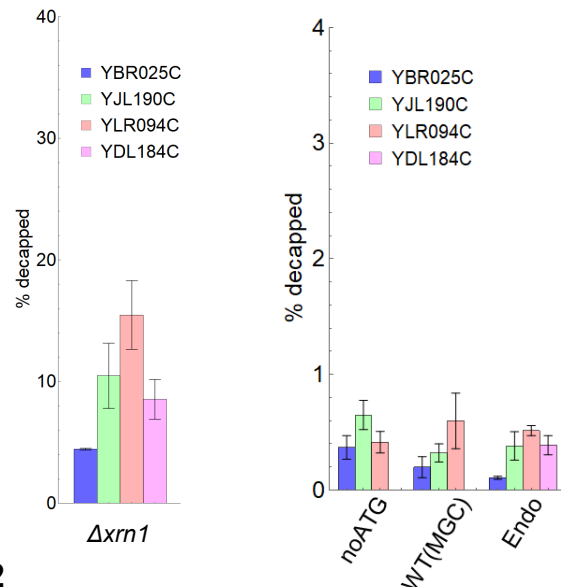 40
30
20
10
0
% decapped
YBR025C
YJL190C
YLR094C
YDL184C
Δxrn1
4
3
2
1
0
% decapped
YBR025C
YJL190C
YLR094C
YDL184C
noATG
WT(MGC)
Endo